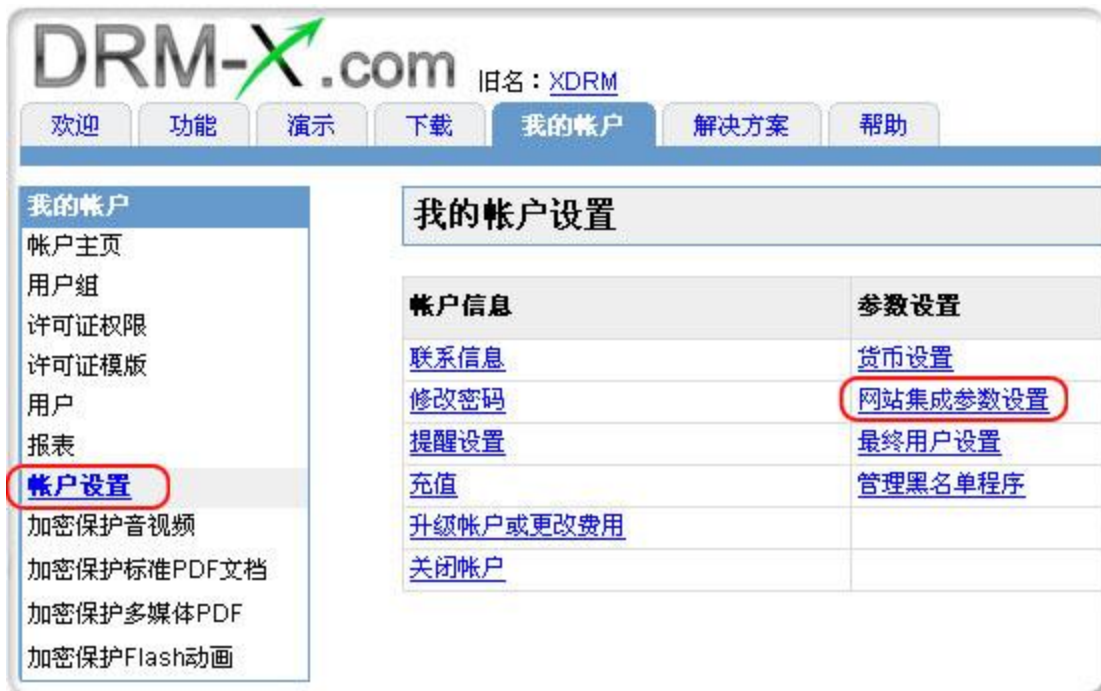 DRM-X.com 旧名：XDRM
欢迎 功能 演示 下载 我的帐户 解决方案 帮助
我的帐户
帐户主页
用户组
许可证权限
许可证模版
用户
报表
帐户设置
加密保护音视频
加密保护标准PDF文档
加密保护多媒体PDF
加密保护Flash动画
我的帐户设置
帐户信息 参数设置
联系信息 货币设置
修改密码 网站集成参数设置
提醒设置 最终用户设置
充值 管理黑名单程序
升级帐户或更改费用
关闭帐户